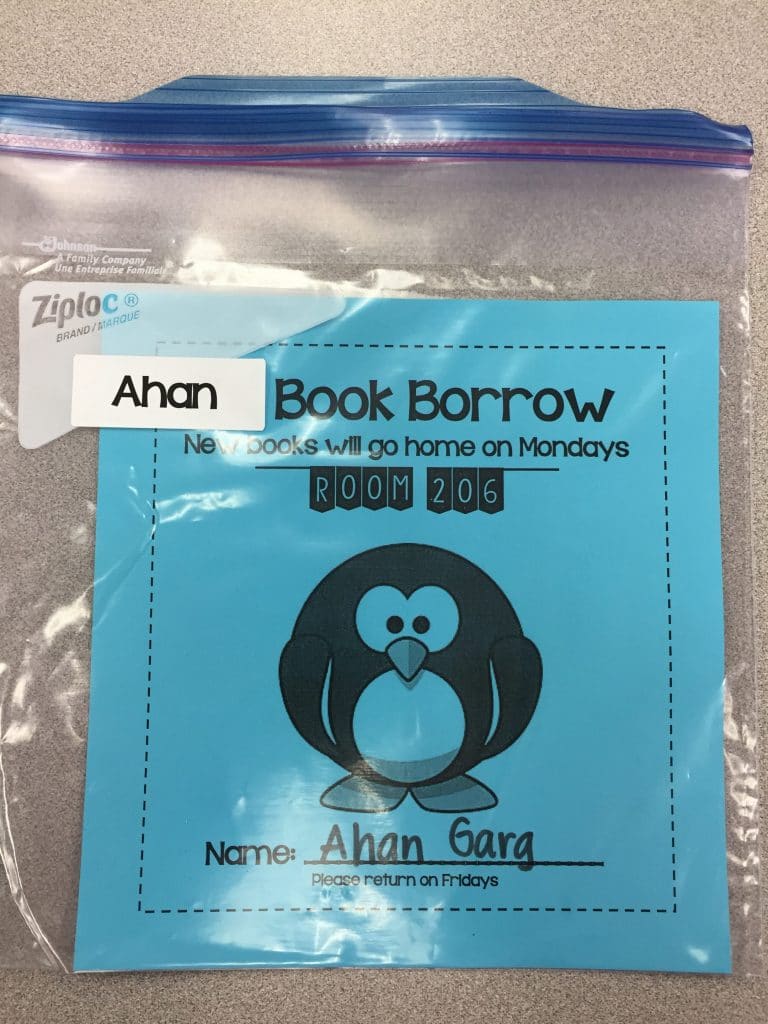 Johnson
A Family Company
Une Entreprise Familiale
Ziploc ®
BRAND / MARQUE
Ahan
Book Borrow
New books will go home on Mondays
ROOM 206
Name: Ahan Garg
Please return on Fridays